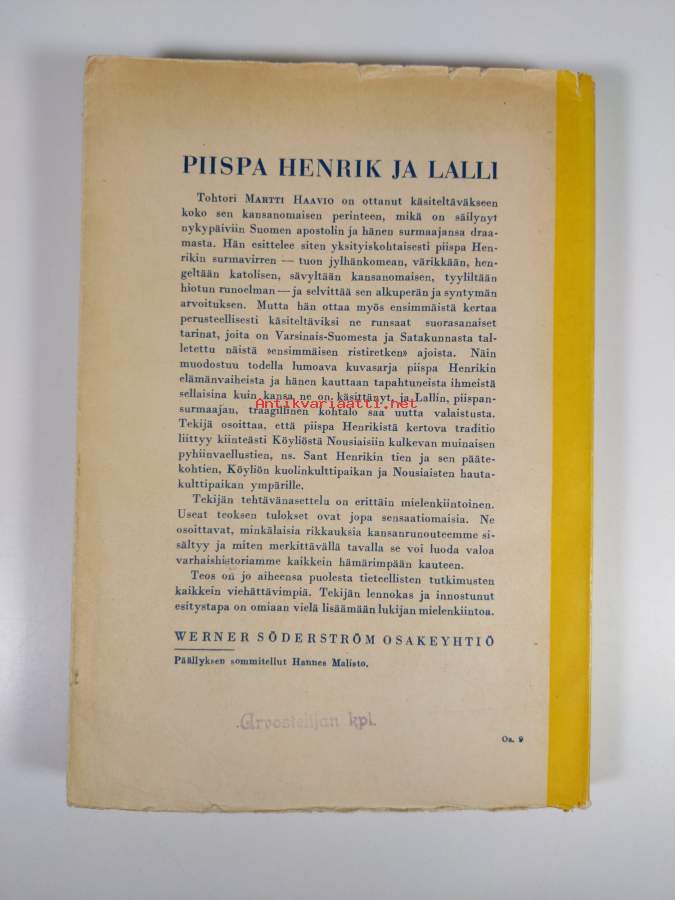 PIISPA HENRIK JA LALLI
Tohtori MARTTI HAAVIO on ottanut käsiteltäväkseen
koko sen kansanomaisen perinteen, mikä on säilynyt
nykypäiviin Suomen apostolin ja hänen surmaajansa draa-
masta. Hän esittelee siten yksityiskohtaisesti piispa Hen-
rikin surmavirren — tuon jylhänkomean, värikkään, hen-
geltään katolisen, sävyltään kansanomaisen, tyyliltään
hiotun runoelman — ja selvittää sen alkuperän ja syntymän
arvoituksen. Mutta hän ottaa myös ensimmäistä kertaa
perusteellisesti käsiteltäviksi ne runsaat suorasanaiset
tarinat, joita on Varsinais-Suomesta ja Satakunnasta tal-
letettu näistä »ensimmäisen ristiretken» ajoista. Näin
muodostuu todella lumoava kuvasarja piispa Henrikin
elämänvaiheista ja hänen kauttaan tapahtuneista ihmeistä
sellaisina kuin kansa ne on käsittänyt, ja Lallin, piispan-
Antikvariaatti.net
surmaajan, traagillinen kohtalo saa uutta valaistusta.
Tekijä osoittaa, että piispa Henrikistä kertova traditio
liittyy kiinteästi Köyliöstä Nousiaisiin kulkevan muinaisen
pyhiinvaellustien, ns. Sant Henrikin tien ja sen pääte-
kohtien, Köyliön kuolinkulttipaikan ja Nousiaisten hauta-
kulttipaikan ympärille.
Tekijän tehtävänasettelu on erittäin mielenkiintoinen.
Useat teoksen tulokset ovat jopa sensaatiomaisia. Ne
osoittavat, minkälaisia rikkauksia kansanrunouteemme si-
sältyy ja miten merkittävällä tavalla se voi luoda valoa
varhaishistoriamme kaikkein hämärimpään kauteen.
Teos on jo aiheensa puolesta tieteellisten tutkimusten
kaikkein viehättävimpiä. Tekijän lennokas ja innostunut
esitystapa on omiaan vielä lisäämään lukijan mielenkiintoa.
WERNER SÖDERSTRÖM OSAKEYHTIÖ
Päällyksen sommitellut Hannes Malisto.
Arvostelijan kpl.
Os. 9